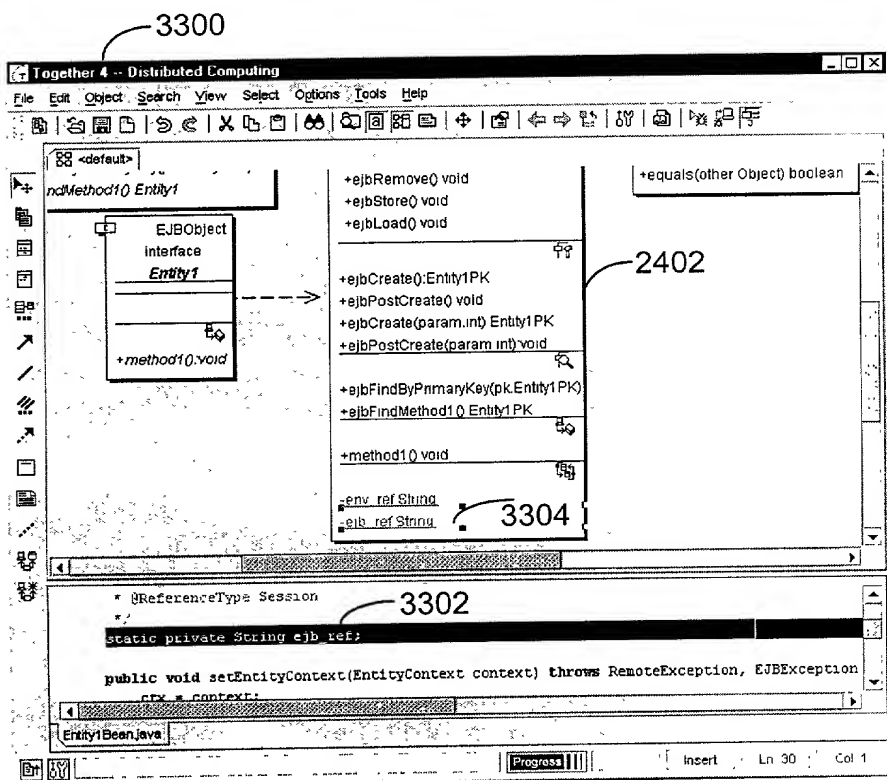 3300
Together 4 -- Distributed Computing
File Edit Object Search View Select Options Tools Help
<default>
ndMethod1() Entity1
EJBObject
interface
Entity1
+method1():void
+ejbRemove() void
+ejbStore() void
+ejbLoad() void
+ejbCreate():Entity1PK
+ejbPostCreate() void
+ejbCreate(param.int) Entity1PK
+ejbPostCreate(param int):void
+ejbFindByPrimaryKey(pk.Entity1PK)
+ejbFindMethod1() Entity1PK
+method1() void
-env_ref String
-ejb_ref String
3304
+equals(other Object) boolean
2402
* @ReferenceType Session
*/
3302
static private String ejb_ref;
public void setEntityContext(EntityContext context) throws RemoteException, EJBException
ctx = context;
Entity1Bean.java
Progress
Insert Ln 30 Col 1